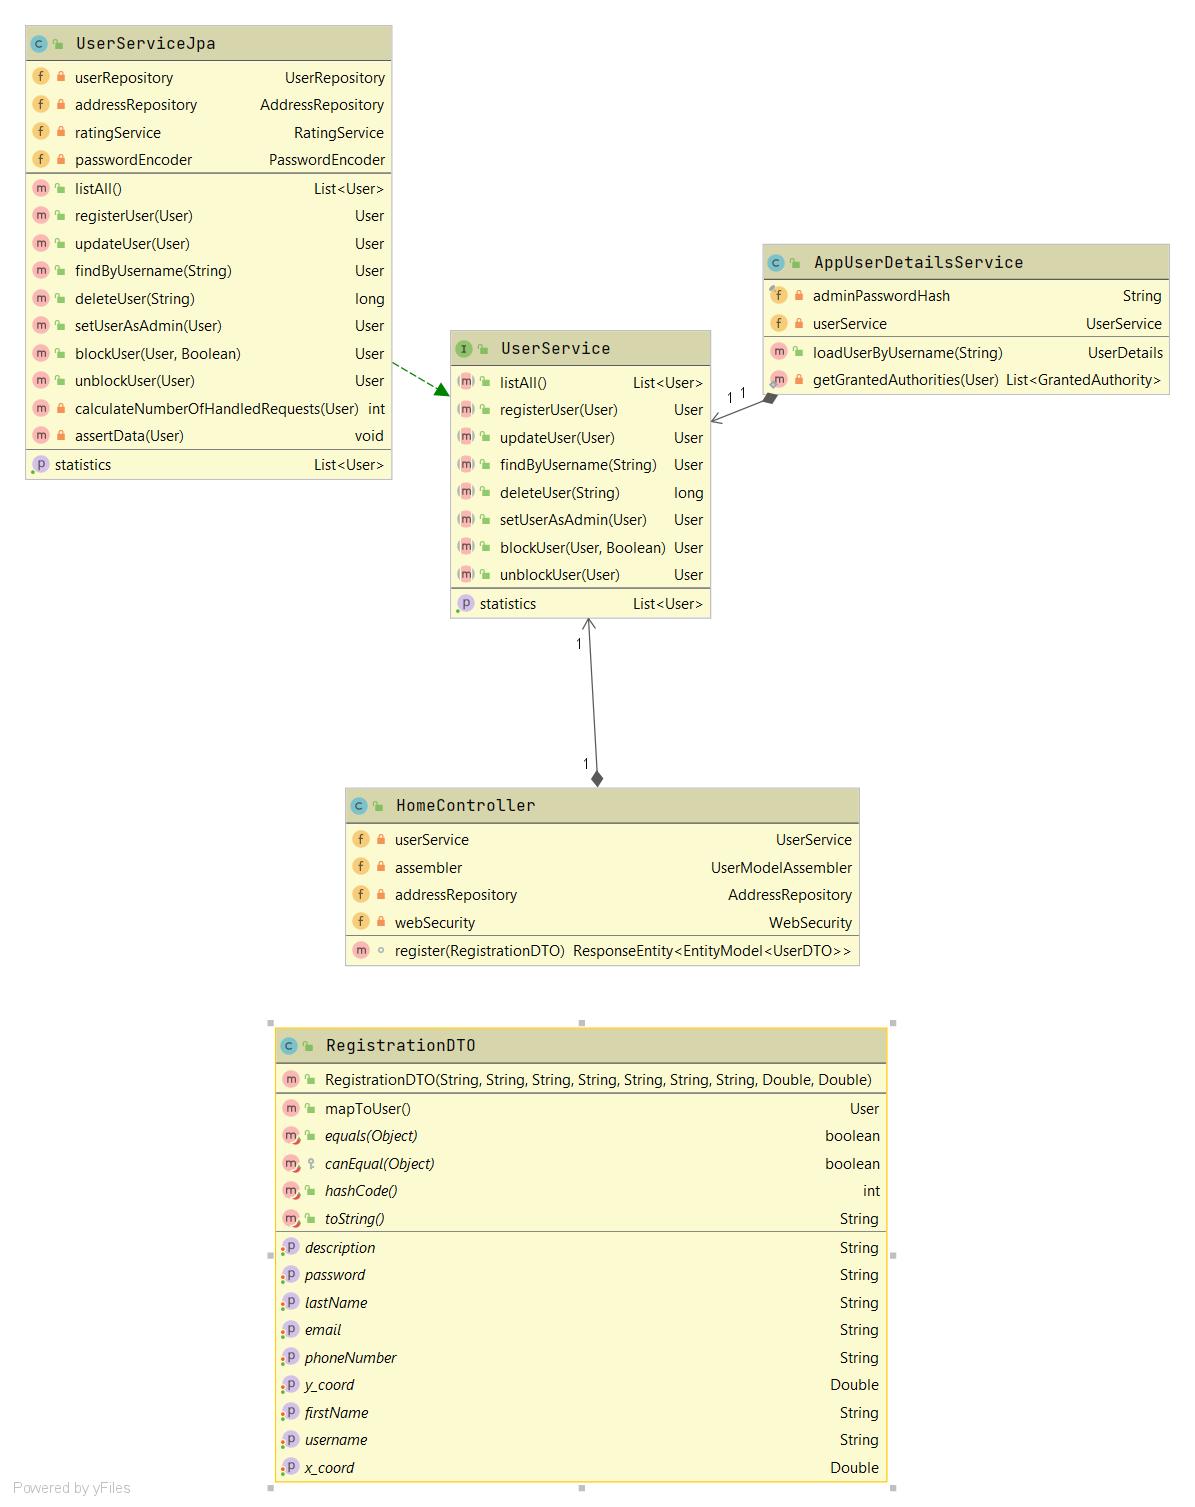 UserServiceJpa
userRepository UserRepository
addressRepository AddressRepository
ratingService RatingService
passwordEncoder PasswordEncoder
listAll() List<User>
registerUser(User) User
updateUser(User) User
findByUsername(String) User
deleteUser(String) long
setUserAsAdmin(User) User
blockUser(User, Boolean) User
unblockUser(User) User
calculateNumberOfHandledRequests(User) int
assertData(User) void
statistics List<User>
AppUserDetailsService
adminPasswordHash String
userService UserService
loadUserByUsername(String) UserDetails
getGrantedAuthorities(User) List<GrantedAuthority>
1 1
UserService
listAll() List<User>
registerUser(User) User
updateUser(User) User
findByUsername(String) User
deleteUser(String) long
setUserAsAdmin(User) User
blockUser(User, Boolean) User
unblockUser(User) User
statistics List<User>
1
1
HomeController
userService UserService
assembler UserModelAssembler
addressRepository AddressRepository
webSecurity WebSecurity
register(RegistrationDTO) ResponseEntity<EntityModel<UserDTO>>
RegistrationDTO
RegistrationDTO(String, String, String, String, String, String, String, Double, Double)
mapToUser() User
equals(Object) boolean
canEqual(Object) boolean
hashCode() int
toString() String
description String
password String
lastName String
email String
phoneNumber String
y_coord Double
firstName String
username String
x_coord Double
Powered by yFiles